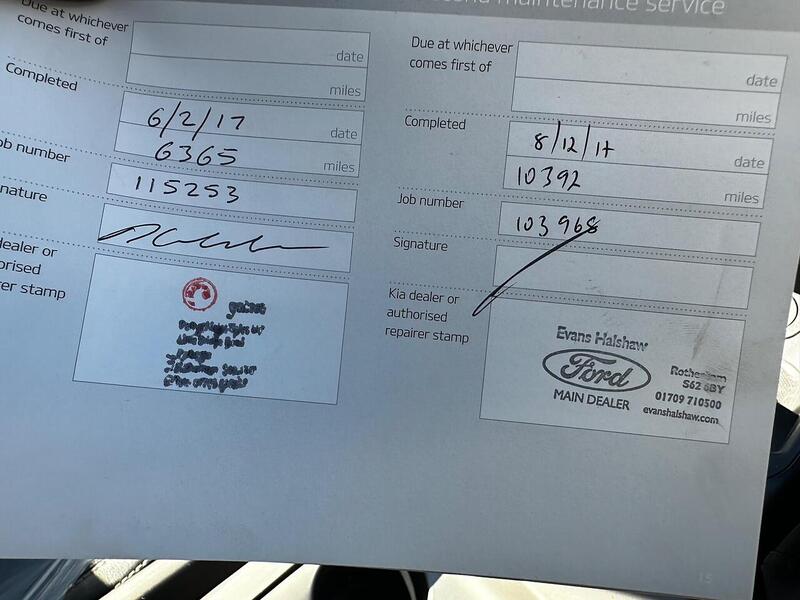 second maintenance service
Due at whichever
comes first of
date
miles
Completed
6/2/17
date
6365
miles
ob number
115253
nature
dealer or
orised
rer stamp
Due at whichever
comes first of
date
miles
Completed
8/12/17
date
10392
miles
Job number
103968
Signature
Kia dealer or
authorised
repairer stamp
Evans Halshaw
Ford
MAIN DEALER
Rotherham
S62 6BY
01709 710500
evanshalshaw.com
15